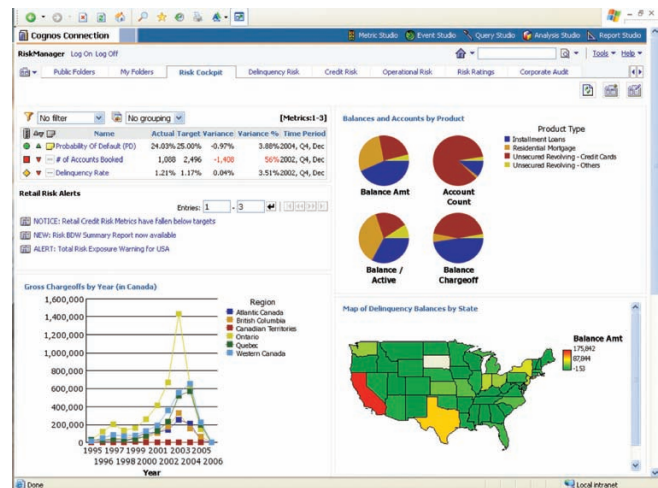 Cognos Connection
Metric Studio Event Studio Query Studio Analysis Studio Report Studio
RiskManager Log On Log Off
Tools Help
Public Folders My Folders Risk Cockpit Delinquency Risk Credit Risk Operational Risk Risk Ratings Corporate Audit
No filter No grouping [Metrics:1-3]
Name Actual Target Variance Variance % Time Period
Probability Of Default (PD) 24.03% 25.00% -0.97% 3.88% 2004, Q4, Dec
# of Accounts Booked 1,088 2,496 -1,408 56% 2002, Q4, Dec
Delinquency Rate 1.21% 1.17% 0.04% 3.51% 2002, Q4, Dec
Retail Risk Alerts
Entries: 1 - 3
NOTICE: Retail Credit Risk Metrics have fallen below targets
NEW: Risk BDW Summary Report now available
ALERT: Total Risk Exposure Warning for USA
Balances and Accounts by Product
Product Type
Installment Loans
Residential Mortgage
Unsecured Revolving - Credit Cards
Unsecured Revolving - Others
Balance Amt
Account
Count
Balance /
Active
Balance
Chargeoff
Gross Chargeoffs by Year (in Canada)
1,600,000
1,400,000
1,200,000
1,000,000
800,000
600,000
400,000
200,000
0
1995 1997 1999 2001 2003 2005
1996 1998 2000 2002 2004 2006
Year
Region
Atlantic Canada
British Columbia
Canadian Territories
Ontario
Quebec
Western Canada
Map of Delinquency Balances by State
Balance Amt
175,842
87,844
-153
Done
Local intranet